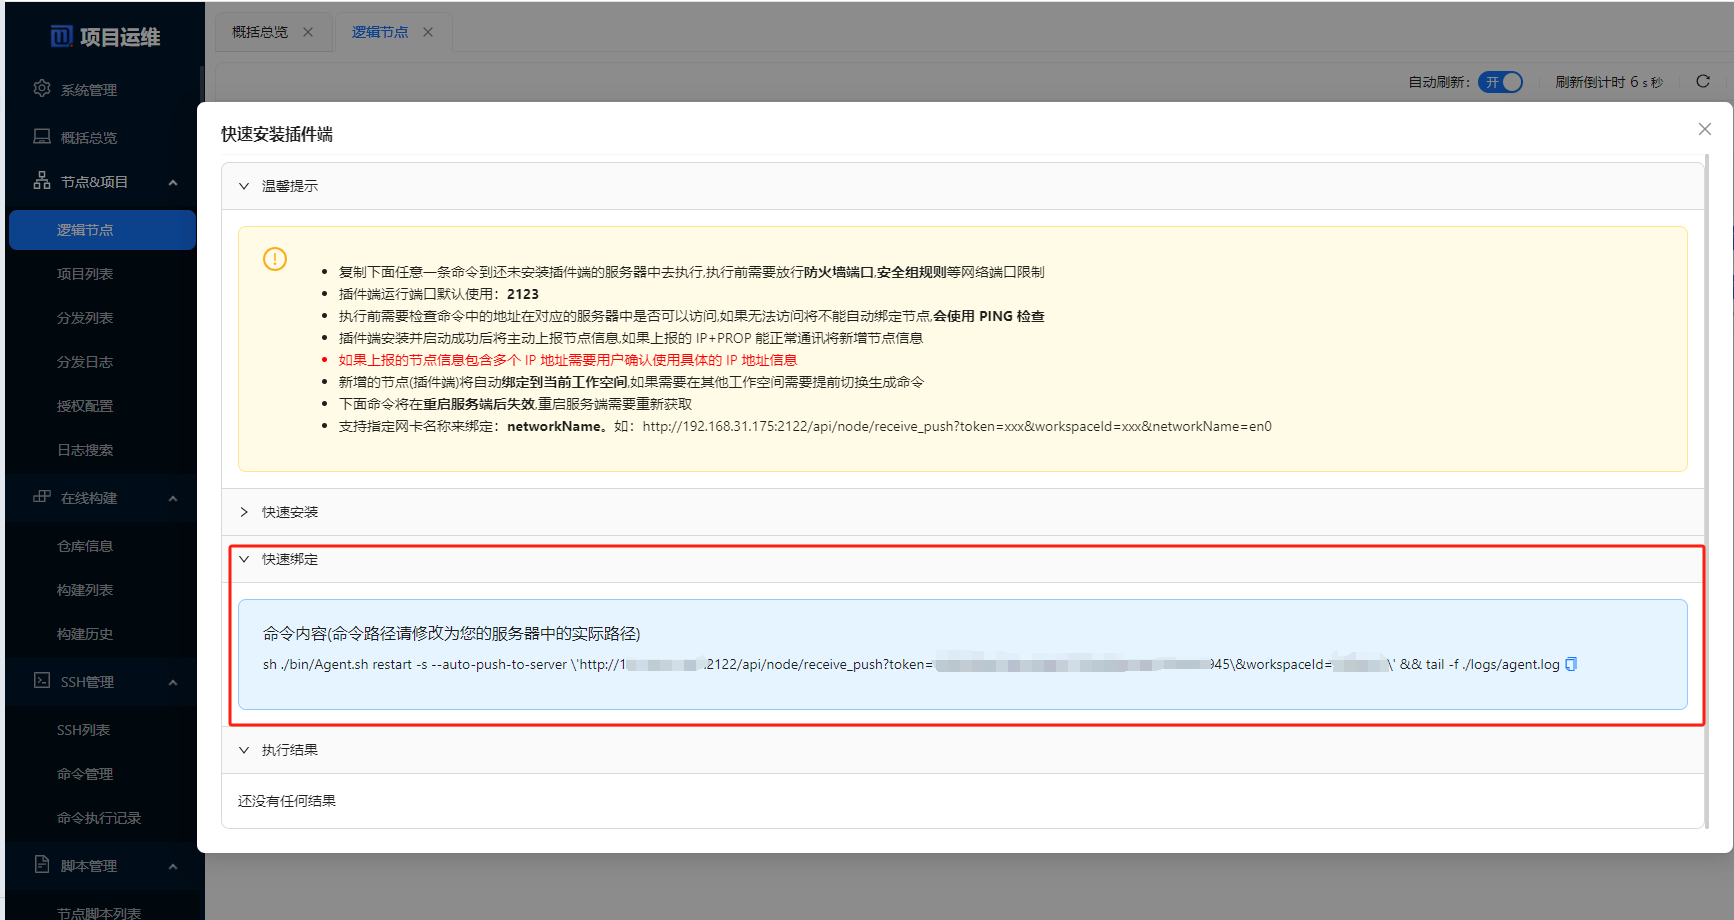 项目运维
概括总览
逻辑节点
自动刷新：
开
刷新倒计时 6 s 秒
系统管理
概括总览
节点&项目
逻辑节点
项目列表
分发列表
分发日志
授权配置
日志搜索
在线构建
仓库信息
构建列表
构建历史
SSH管理
SSH列表
命令管理
命令执行记录
脚本管理
节点脚本列表
快速安装插件端
温馨提示
复制下面任意一条命令到还未安装插件端的服务器中去执行,执行前需要放行防火墙端口,安全组规则等网络端口限制
插件端运行端口默认使用：2123
执行前需要检查命令中的地址在对应的服务器中是否可以访问,如果无法访问将不能自动绑定节点,会使用 PING 检查
插件端安装并启动成功后将主动上报节点信息,如果上报的 IP+PROP 能正常通讯将新增节点信息
如果上报的节点信息包含多个 IP 地址需要用户确认使用具体的 IP 地址信息
新增的节点(插件端)将自动绑定到当前工作空间,如果需要在其他工作空间需要提前切换生成命令
下面命令将在重启服务端后失效,重启服务端需要重新获取
支持指定网卡名称来绑定：networkName。如：http://192.168.31.175:2122/api/node/receive_push?token=xxx&workspaceId=xxx&networkName=en0
快速安装
快速绑定
命令内容(命令路径请修改为您的服务器中的实际路径)
sh ./bin/Agent.sh restart -s --auto-push-to-server \'http://1 .2122/api/node/receive_push?token= 945\&workspaceId= \' && tail -f ./logs/agent.log
执行结果
还没有任何结果